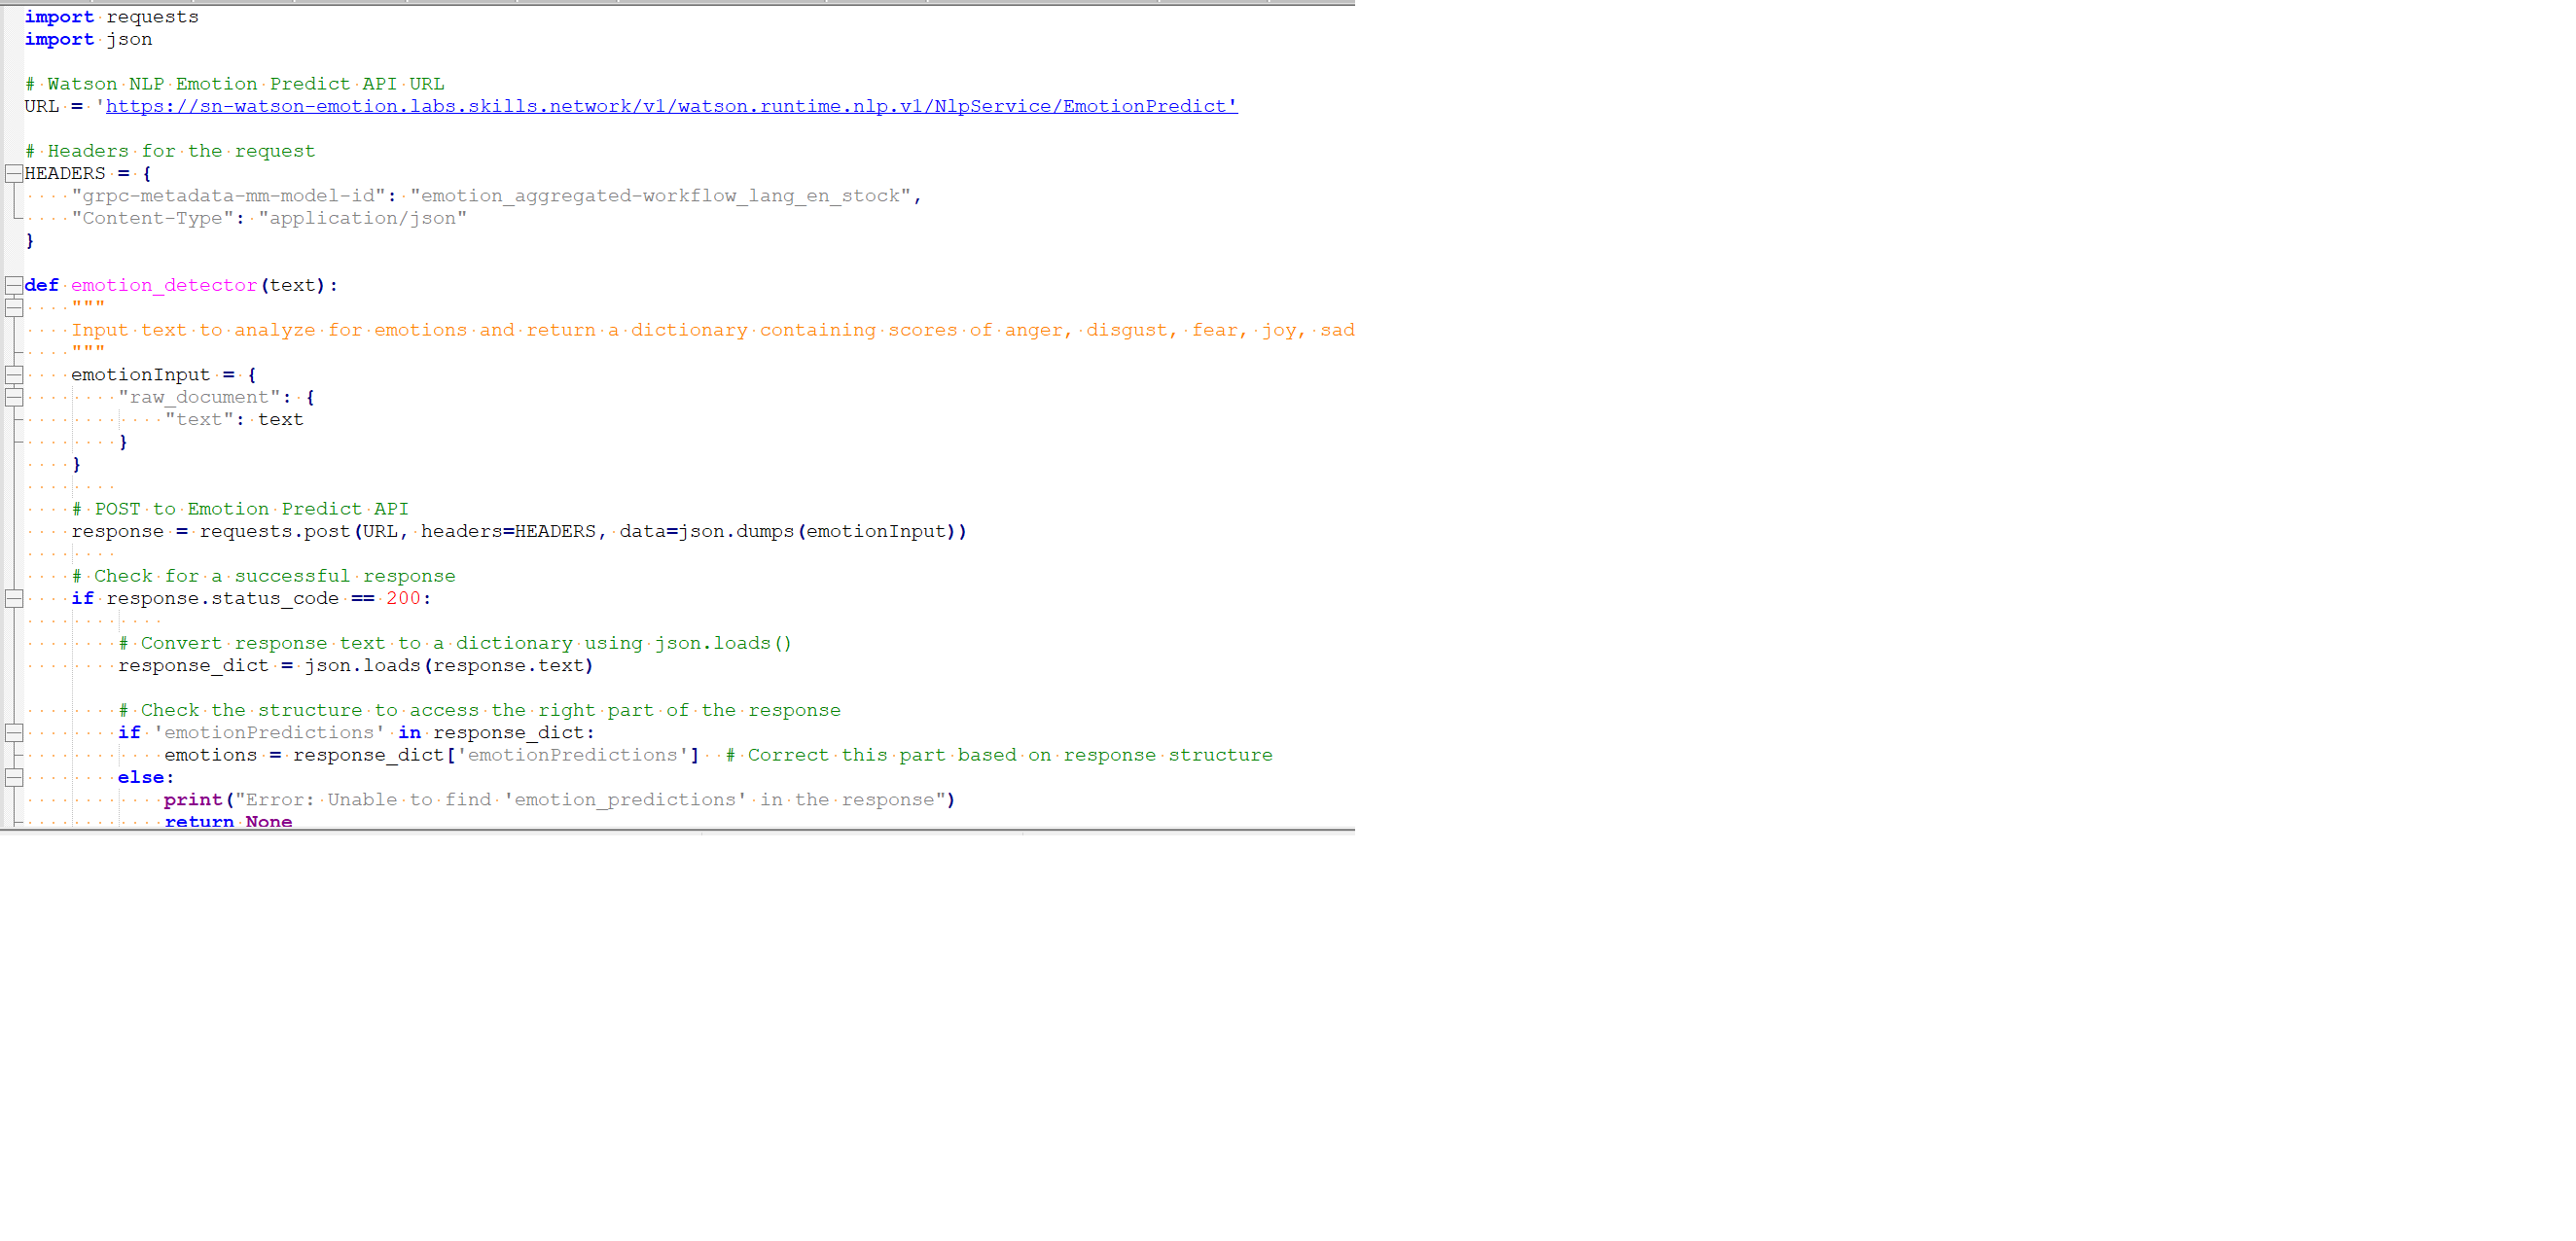 import requests
import json
# Watson NLP Emotion Predict API URL
URL = 'https://sn-watson-emotion.labs.skills.network/v1/watson.runtime.nlp.v1/NlpService/EmotionPredict'
# Headers for the request
HEADERS = {
    "grpc-metadata-mm-model-id": "emotion_aggregated-workflow_lang_en_stock",
    "Content-Type": "application/json"
}
def emotion_detector(text):
    """
    Input text to analyze for emotions and return a dictionary containing scores of anger, disgust, fear, joy, sad
    """
    emotionInput = {
        "raw_document": {
            "text": text
        }
    }
    # POST to Emotion Predict API
    response = requests.post(URL, headers=HEADERS, data=json.dumps(emotionInput))
    # Check for a successful response
    if response.status_code == 200:
        # Convert response text to a dictionary using json.loads()
        response_dict = json.loads(response.text)
        # Check the structure to access the right part of the response
        if 'emotionPredictions' in response_dict:
            emotions = response_dict['emotionPredictions']  # Correct this part based on response structure
        else:
            print("Error: Unable to find 'emotion_predictions' in the response")
            return None